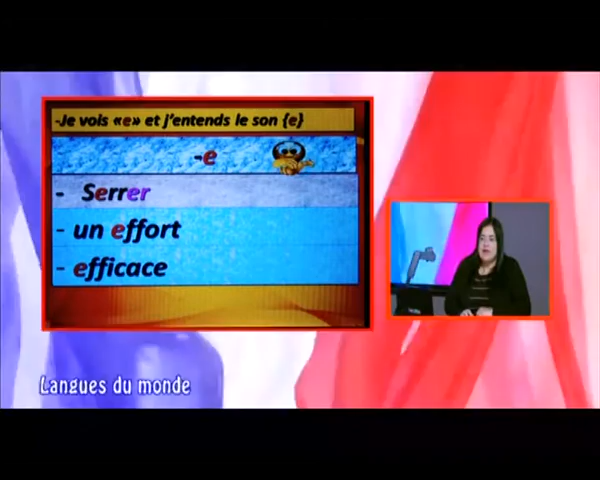 -Je vois «e» et j'entends le son {e}
-e
- Serrer
- un effort
- efficace
Langues du monde